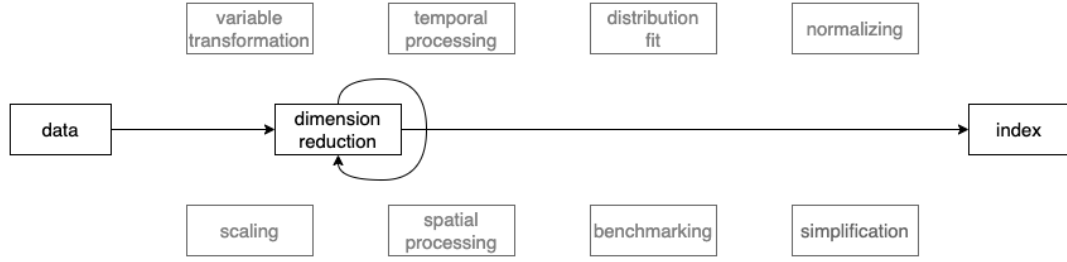 variable
transformation
temporal
processing
distribution
fit
normalizing
data
dimension
reduction
index
scaling
spatial
processing
benchmarking
simplification